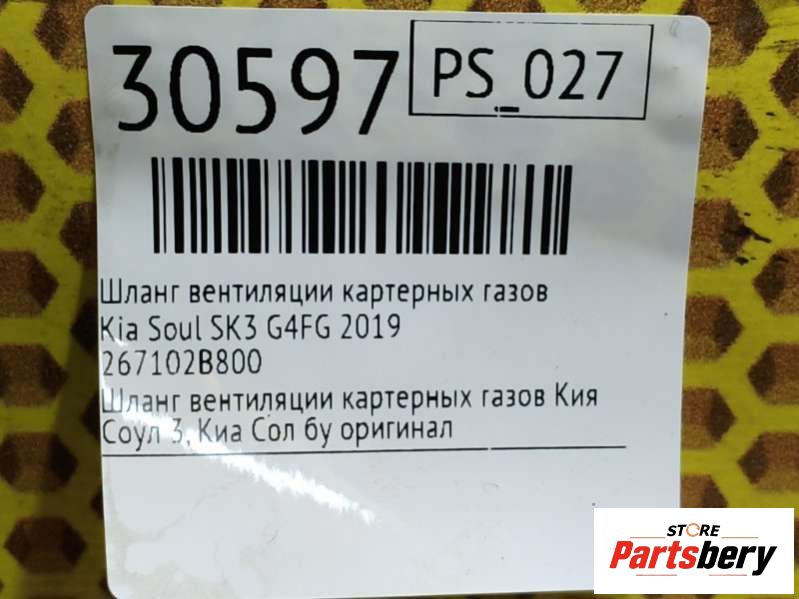 30597
PS_027
Шланг вентиляции картерных газов
Kia Soul SK3 G4FG 2019
267102B800
Шланг вентиляции картерных газов Кия
Соул 3, Киа Сол бу оригинал
STORE
Partsbery